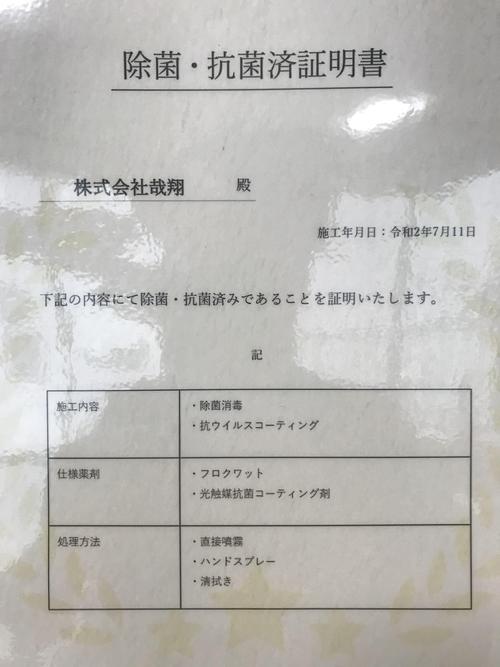 除菌・抗菌済証明書
株式会社哉翔 殿
施工年月日：令和2年7月11日
下記の内容にて除菌・抗菌済みであることを証明いたします。
記
施工内容
・除菌消毒
・抗ウイルスコーティング
仕様薬剤
・フロクワット
・光触媒抗菌コーティング剤
処理方法
・直接噴霧
・ハンドスプレー
・清拭き